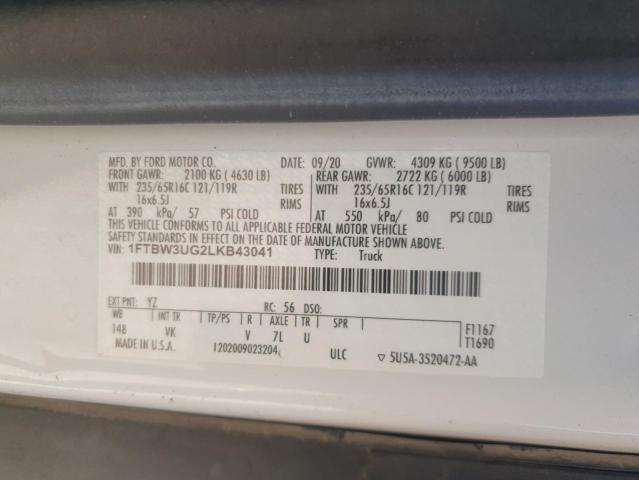 MFD. BY FORD MOTOR CO. DATE: 09/20 GVWR: 4309 KG ( 9500 LB)
FRONT GAWR: 2100 KG ( 4630 LB) REAR GAWR: 2722 KG ( 6000 LB)
WITH 235/65R16C 121/119R TIRES WITH 235/65R16C 121/119R TIRES
16x6.5J RIMS 16x6.5J RIMS
AT 390 kPa/ 57 PSI COLD AT 550 kPa/ 80 PSI COLD
THIS VEHICLE CONFORMS TO ALL APPLICABLE FEDERAL MOTOR VEHICLE
SAFETY STANDARDS IN EFFECT ON THE DATE OF MANUFACTURE SHOWN ABOVE.
VIN: 1FTBW3UG2LKB43041 TYPE: Truck
EXT PNT: YZ RC: 56 DSO:
WB INT TR TP/PS R AXLE TR SPR
148 VK V 7L U
F1167
T1690
MADE IN U.S.A. 1202009023204 ULC ▽ 5U5A-3520472-AA